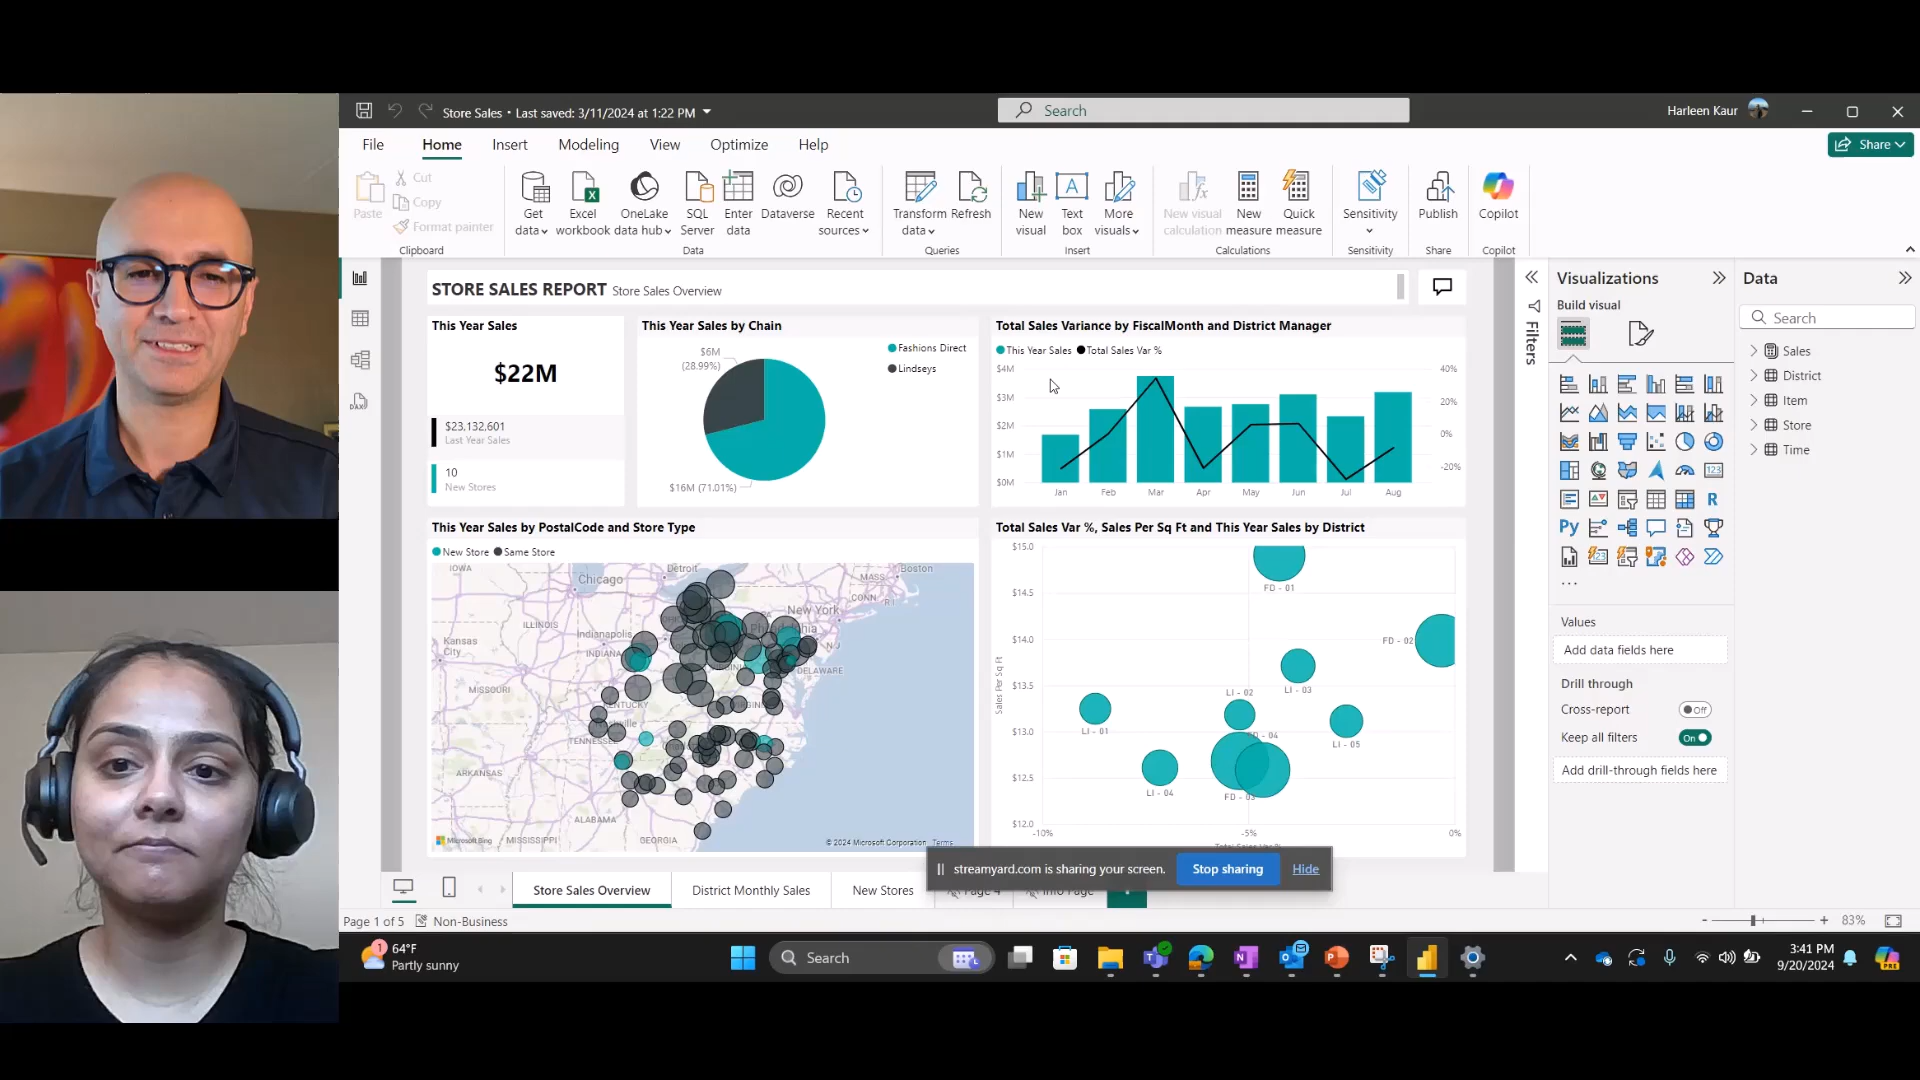 Store Sales • Last saved: 3/11/2024 at 1:22 PM
Search
Harleen Kaur
File Home Insert Modeling View Optimize Help
Share
Paste
Cut
Copy
Format painter
Clipboard
Get data
Excel workbook
OneLake data hub
SQL Server
Enter data
Dataverse
Recent sources
Data
Transform data
Refresh
Queries
New visual
Text box
More visuals
Insert
New visual calculation
New measure
Quick measure
Calculations
Sensitivity
Sensitivity
Publish
Share
Copilot
Copilot
STORE SALES REPORT Store Sales Overview
This Year Sales
$22M
$23,132,601
Last Year Sales
10
New Stores
This Year Sales by Chain
$6M
(28.99%)
$16M (71.01%)
Fashions Direct
Lindseys
Total Sales Variance by FiscalMonth and District Manager
This Year Sales Total Sales Var %
$4M
$3M
$2M
$1M
$0M
40%
20%
0%
-20%
Jan Feb Mar Apr May Jun Jul Aug
This Year Sales by PostalCode and Store Type
New Store Same Store
IOWA
Chicago
Detroit
Boston
MASS
CONN
R I
New York
ILLINOIS
Indianapolis
Kansas City
N J
DELAWARE
MISSOURI
TENNESSEE
ARKANSAS
ALABAMA
MISSISSIPPI
GEORGIA
Microsoft Bing
© 2024 Microsoft Corporation Terms
Total Sales Var %, Sales Per Sq Ft and This Year Sales by District
Sales Per Sq Ft
$15.0
$14.5
$14.0
$13.5
$13.0
$12.5
$12.0
FD - 01
FD - 02
LI - 03
LI - 02
LI - 01
LI - 05
LI - 04
FD - 03
-10%
-5%
0%
Filters
Visualizations
Build visual
Py
R
123
Values
Add data fields here
Drill through
Cross-report
Off
Keep all filters
On
Add drill-through fields here
Data
Search
Sales
District
Item
Store
Time
streamyard.com is sharing your screen.
Stop sharing
Hide
Store Sales Overview
District Monthly Sales
New Stores
Page 4
Info Page
Page 1 of 5
Non-Business
83%
64°F
Partly sunny
Search
3:41 PM
9/20/2024